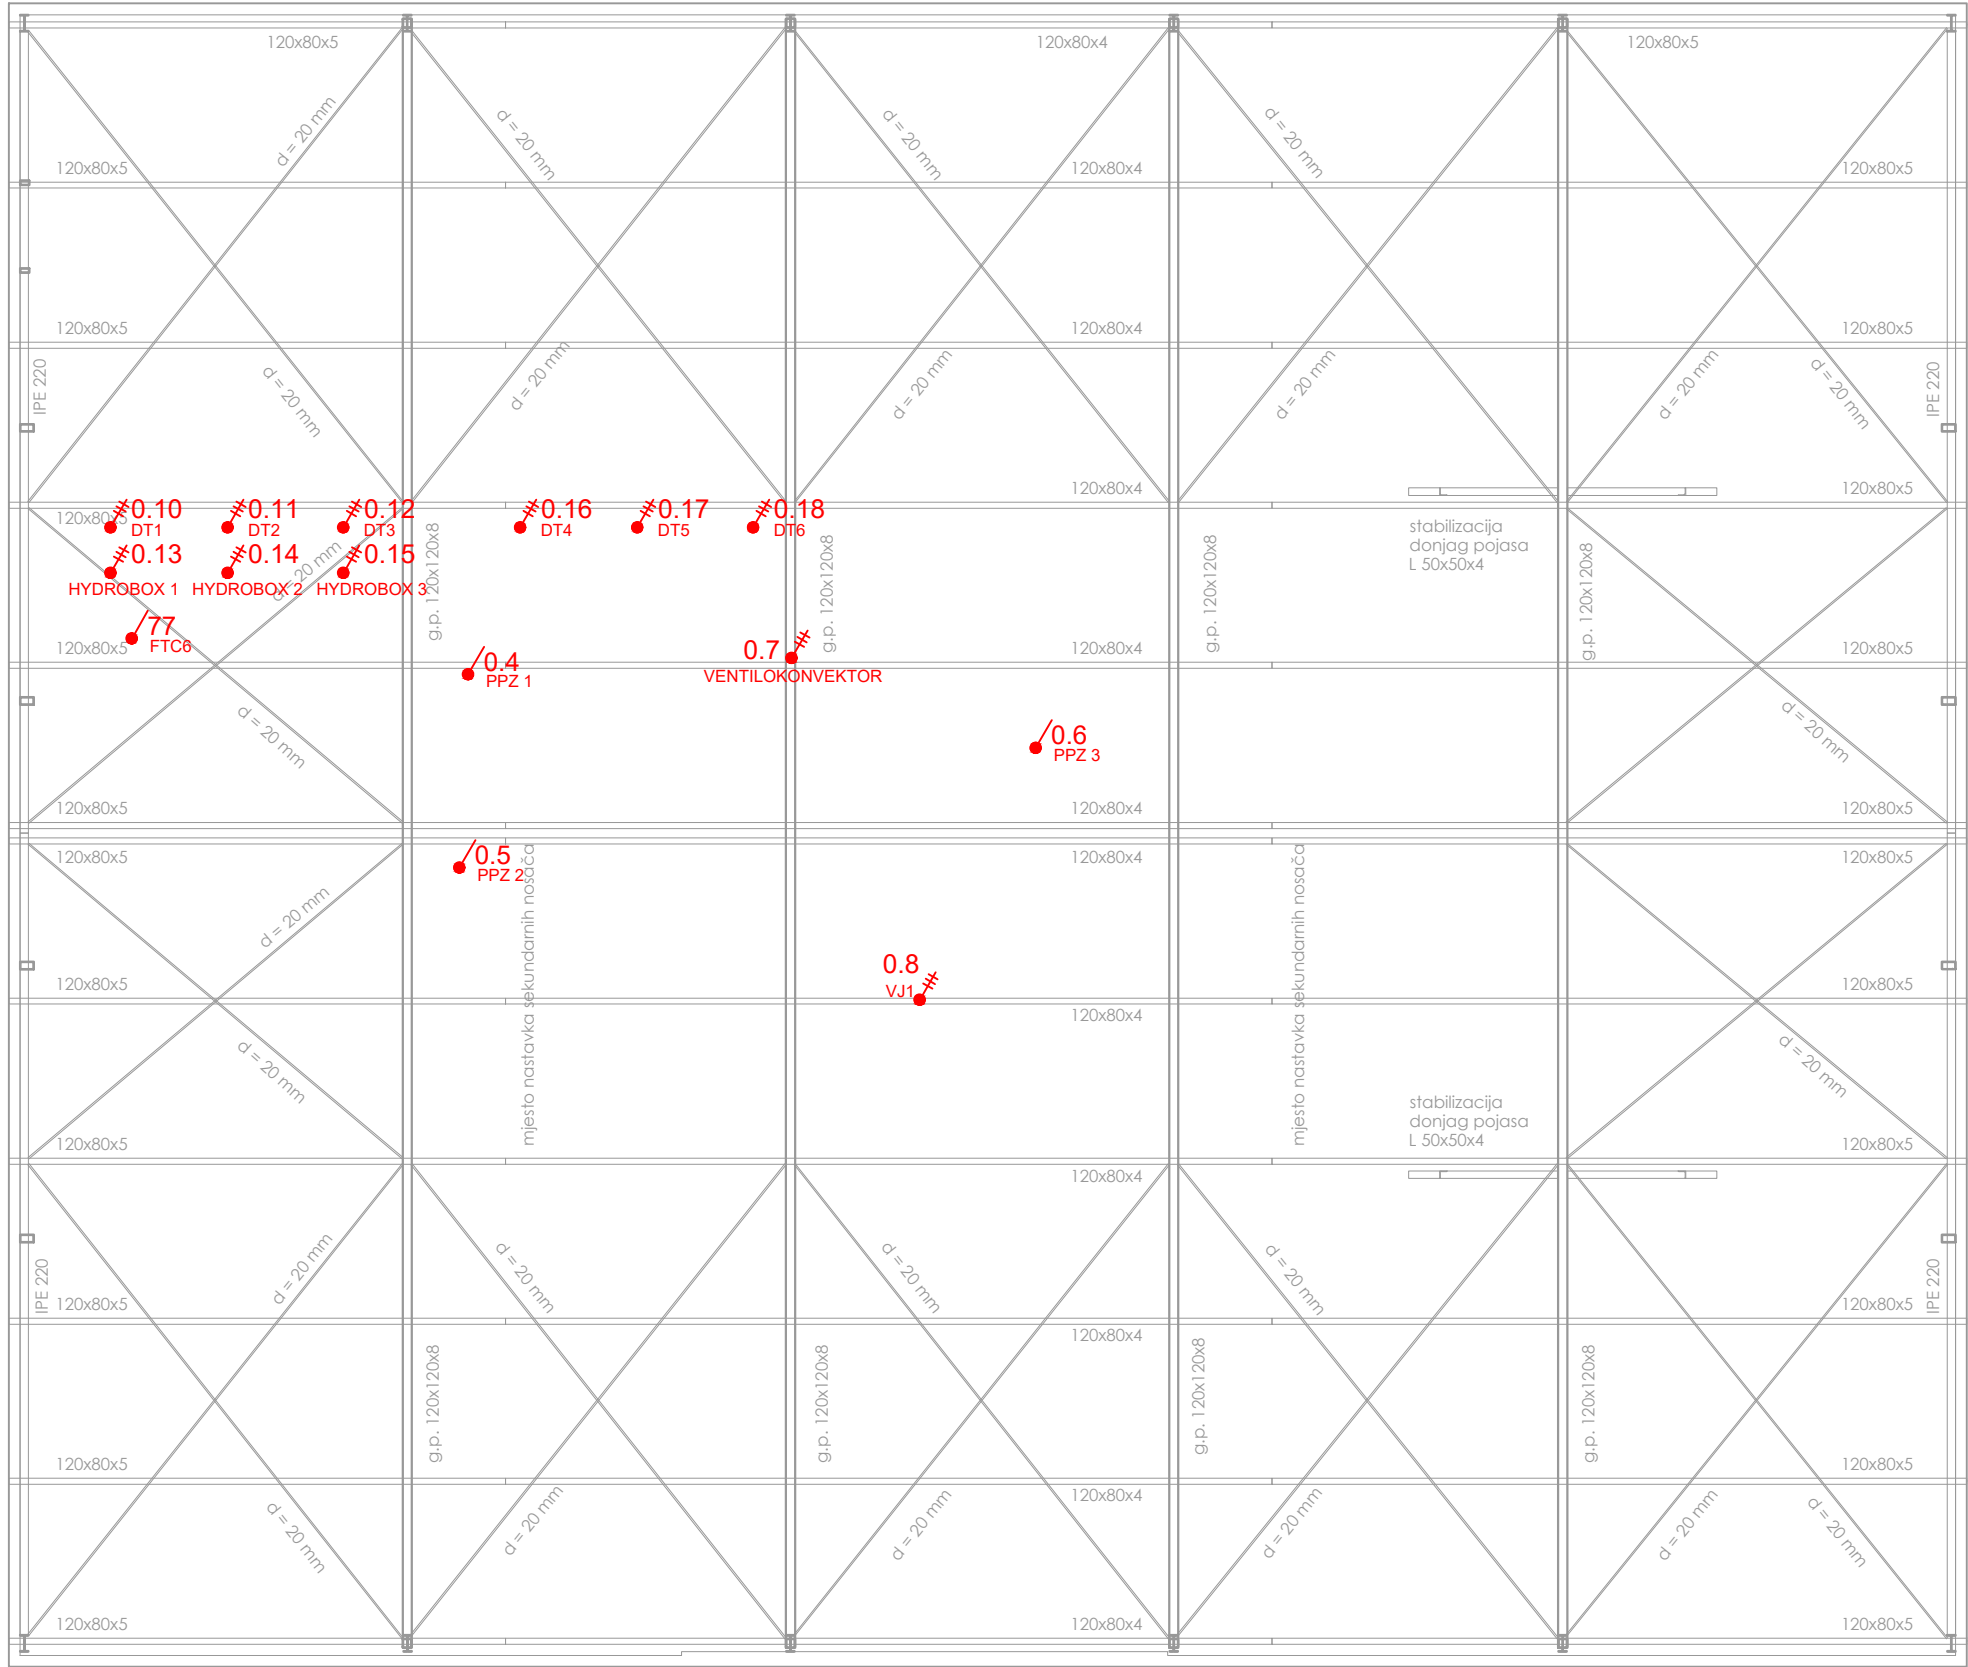 120x80x5
120x80x4
120x80x5
d = 20 mm
d = 20 mm
d = 20 mm
d = 20 mm
120x80x5
120x80x4
120x80x5
120x80x5
120x80x4
120x80x5
IPE 220
d = 20 mm
d = 20 mm
d = 20 mm
d = 20 mm
d = 20 mm
d = 20 mm
IPE 220
120x80x5
0.10
DT1
0.11
DT2
0.12
DT3
0.16
DT4
0.17
DT5
0.18
DT6
120x80x4
stabilizacija
donjag pojasa
L 50x50x4
0.13
HYDROBOX 1
0.14
HYDROBOX 2
0.15
HYDROBOX 3
d = 20 mm
g.p. 120x120x8
g.p. 120x120x8
g.p. 120x120x8
g.p. 120x120x8
77
FTC6
120x80x5
0.4
PPZ 1
0.7
VENTILOKONVEKTOR
120x80x4
120x80x5
d = 20 mm
0.6
PPZ 3
d = 20 mm
120x80x5
120x80x4
120x80x5
120x80x5
0.5
PPZ 2
120x80x4
120x80x5
d = 20 mm
mjesto nastavka sekundarnih nosača
mjesto nastavka sekundarnih nosača
0.8
VJ1
120x80x5
120x80x4
120x80x5
d = 20 mm
d = 20 mm
stabilizacija
donjag pojasa
L 50x50x4
120x80x5
120x80x4
120x80x5
d = 20 mm
d = 20 mm
d = 20 mm
d = 20 mm
IPE 220
120x80x5
120x80x4
120x80x5
IPE 220
g.p. 120x120x8
g.p. 120x120x8
g.p. 120x120x8
g.p. 120x120x8
120x80x5
120x80x4
120x80x5
d = 20 mm
d = 20 mm
d = 20 mm
d = 20 mm
d = 20 mm
d = 20 mm
120x80x5
120x80x4
120x80x5